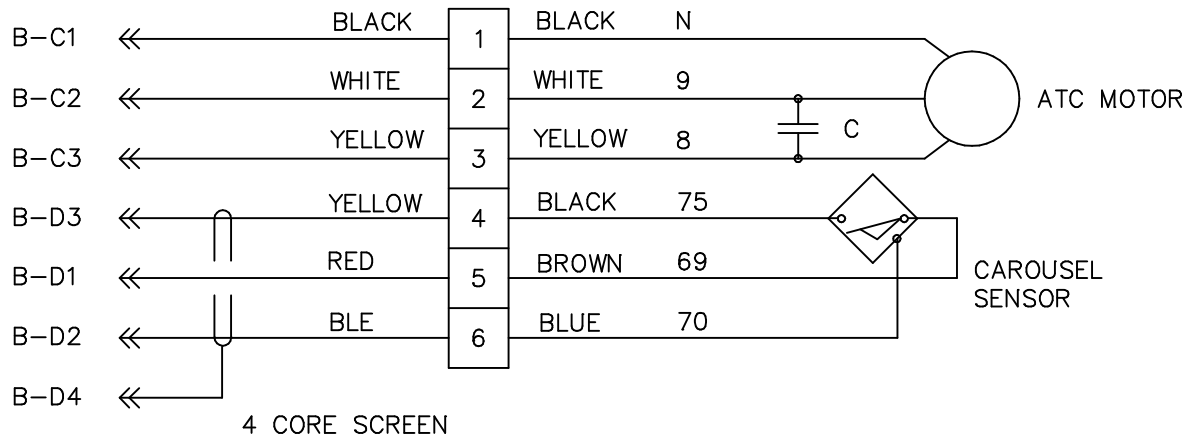 B-C1 BLACK 1 BLACK N
B-C2 WHITE 2 WHITE 9 ATC MOTOR
B-C3 YELLOW 3 YELLOW 8 C
B-D3 YELLOW 4 BLACK 75
B-D1 RED 5 BROWN 69 CAROUSEL
SENSOR
B-D2 BLE 6 BLUE 70
B-D4
4 CORE SCREEN